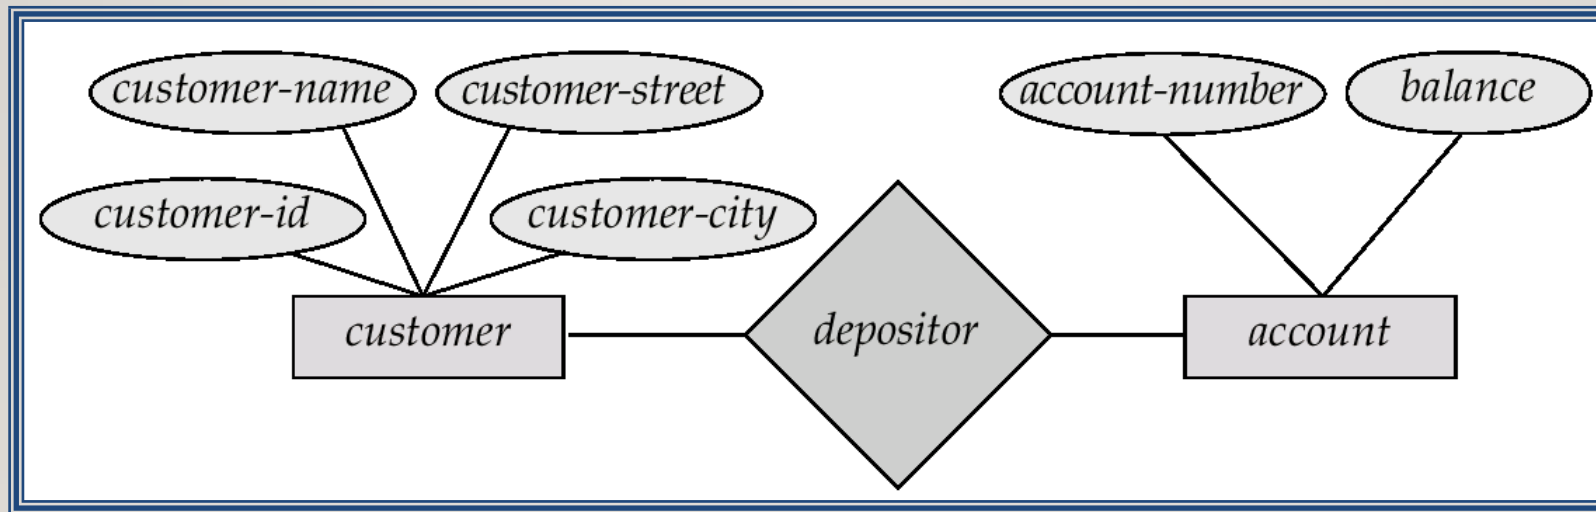 customer-name customer-street account-number balance
customer-id customer-city
customer depositor account